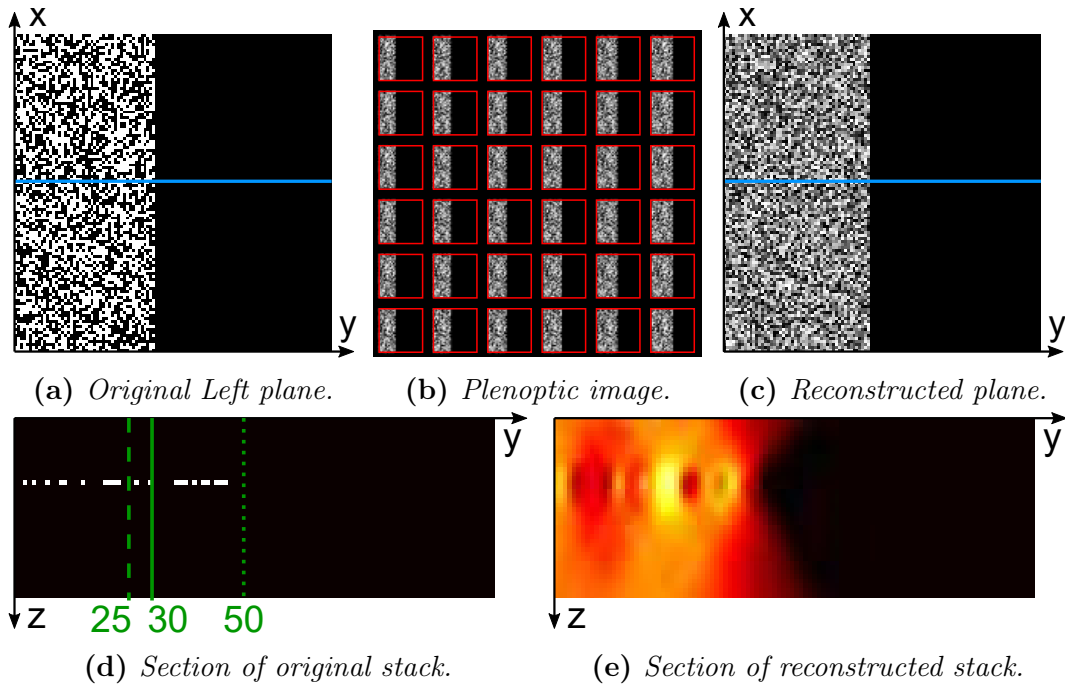 x
x
y
y
(a) Original Left plane.
(b) Plenoptic image.
(c) Reconstructed plane.
y
y
z
25
30
50
z
(d) Section of original stack.
(e) Section of reconstructed stack.